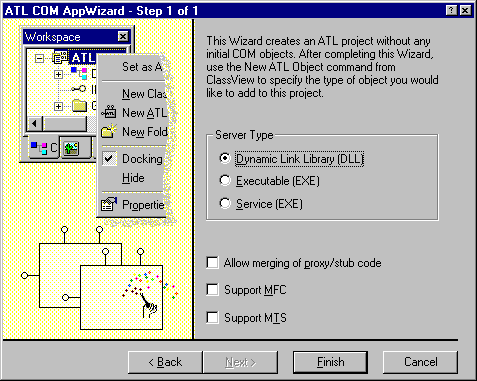 ATL COM AppWizard - Step 1 of 1
Workspace
ATL
Set as A
New Clas
New ATL
New Fold
Docking
Hide
Propertie
This Wizard creates an ATL project without any
initial COM objects. After completing this Wizard,
use the New ATL Object command from
ClassView to specify the type of object you would
like to add to this project.
Server Type
Dynamic Link Library (DLL)
Executable (EXE)
Service (EXE)
Allow merging of proxy/stub code
Support MFC
Support MTS
< Back
Next >
Finish
Cancel